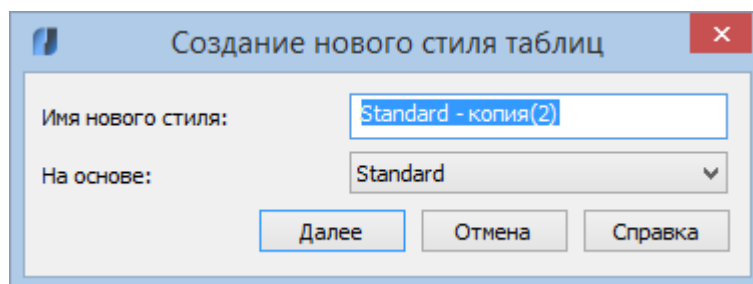 Создание нового стиля таблиц
Имя нового стиля: Standard - копия(2)
На основе: Standard
Далее Отмена Справка